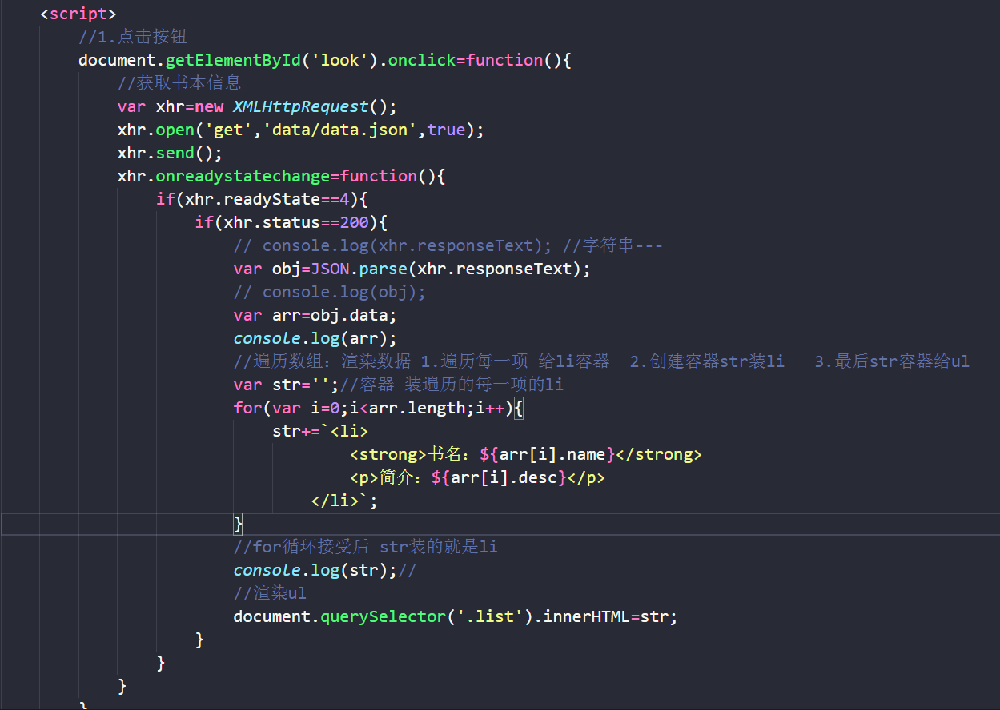 <script>
//1.点击按钮
document.getElementById('look').onclick=function(){
//获取书本信息
var xhr=new XMLHttpRequest();
xhr.open('get','data/data.json',true);
xhr.send();
xhr.onreadystatechange=function(){
if(xhr.readyState==4){
if(xhr.status==200){
// console.log(xhr.responseText); //字符串---
var obj=JSON.parse(xhr.responseText);
// console.log(obj);
var arr=obj.data;
console.log(arr);
//遍历数组：渲染数据 1.遍历每一项 给li容器  2.创建容器str装li   3.最后str容器给ul
var str='';//容器 装遍历的每一项的li
for(var i=0;i<arr.length;i++){
str+=`<li>
<strong>书名：${arr[i].name}</strong>
<p>简介：${arr[i].desc}</p>
</li>`;
}
//for循环接受后 str装的就是li
console.log(str);//
//渲染ul
document.querySelector('.list').innerHTML=str;
}
}
}
}